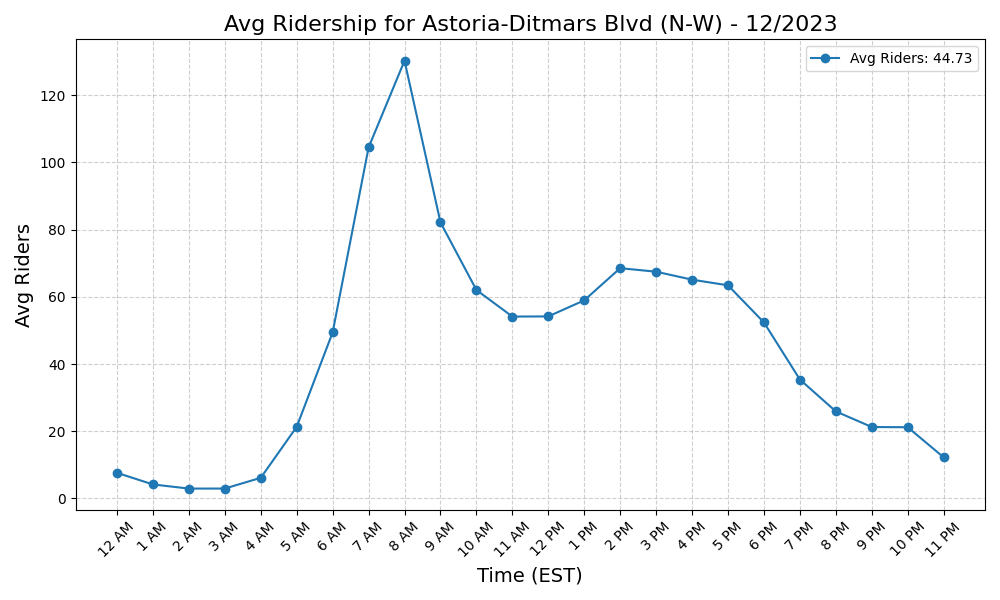 Avg Ridership for Astoria-Ditmars Blvd (N-W) - 12/2023
Avg Riders: 44.73
Avg Riders
120
100
80
60
40
20
0
12 AM
1 AM
2 AM
3 AM
4 AM
5 AM
6 AM
7 AM
8 AM
9 AM
10 AM
11 AM
12 PM
1 PM
2 PM
3 PM
4 PM
5 PM
6 PM
7 PM
8 PM
9 PM
10 PM
11 PM
Time (EST)